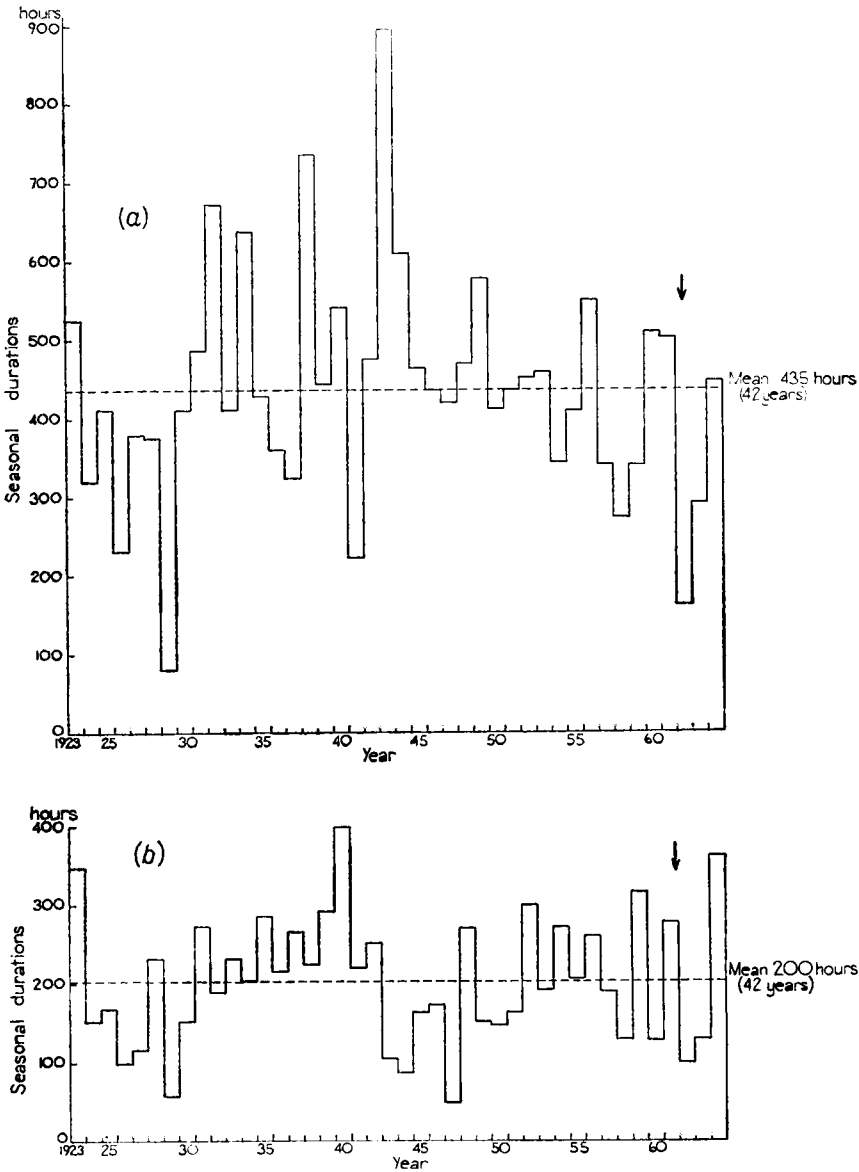 hours
900
800
700
600
500
400
300
200
100
0
Seasonal durations
(a)
Mean 435 hours
(42 years)
1923 25 30 35 40 45 50 55 60
Year
hours
400
300
200
100
0
Seasonal durations
(b)
Mean 200 hours
(42 years)
1923 25 30 35 40 45 50 55 60
Year